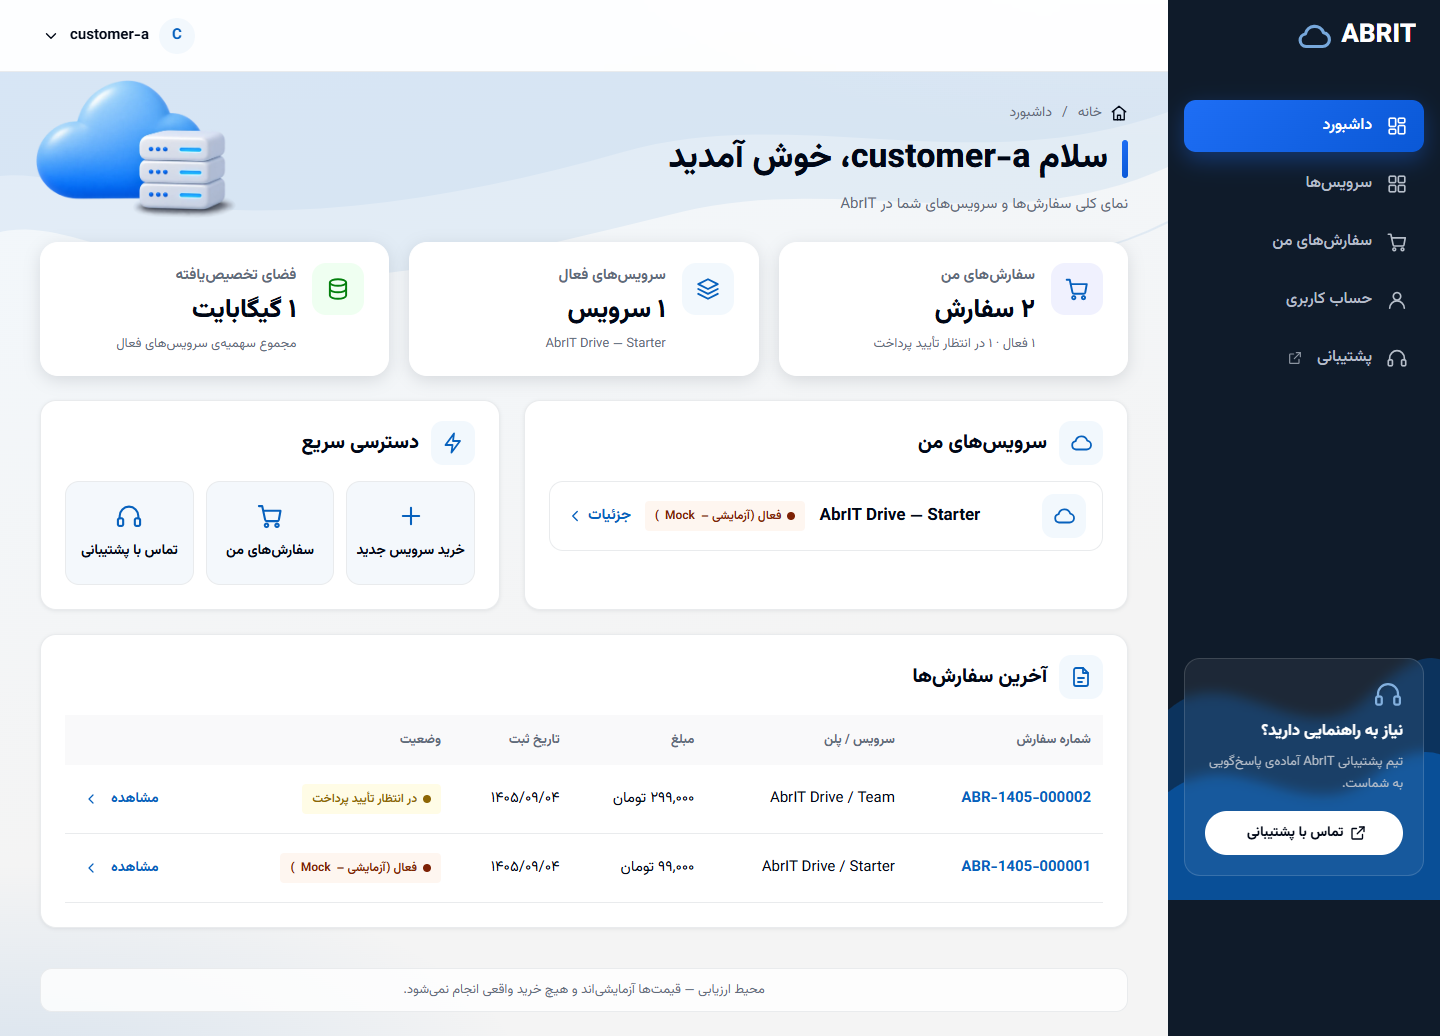 ABRIT
داشبورد
سرویس‌ها
سفارش‌های من
حساب کاربری
پشتیبانی
نیاز به راهنمایی دارید؟
تیم پشتیبانی AbrIT آماده‌ی پاسخ‌گویی
به شماست.
تماس با پشتیبانی
C customer-a
خانه / داشبورد
سلام customer-a، خوش آمدید
نمای کلی سفارش‌ها و سرویس‌های شما در AbrIT
سفارش‌های من
۲ سفارش
۱ فعال · ۱ در انتظار تأیید پرداخت
سرویس‌های فعال
۱ سرویس
AbrIT Drive — Starter
فضای تخصیص‌یافته
۱ گیگابایت
مجموع سهمیه‌ی سرویس‌های فعال
سرویس‌های من
AbrIT Drive — Starter فعال (آزمایشی – Mock ) جزئیات
دسترسی سریع
خرید سرویس جدید
سفارش‌های من
تماس با پشتیبانی
آخرین سفارش‌ها
شماره سفارش سرویس / پلن مبلغ تاریخ ثبت وضعیت
ABR-1405-000002 AbrIT Drive / Team ۲۹۹,۰۰۰ تومان ۱۴۰۵/۰۹/۰۴ در انتظار تأیید پرداخت مشاهده
ABR-1405-000001 AbrIT Drive / Starter ۹۹,۰۰۰ تومان ۱۴۰۵/۰۹/۰۴ فعال (آزمایشی – Mock ) مشاهده
محیط ارزیابی — قیمت‌ها آزمایشی‌اند و هیچ خرید واقعی انجام نمی‌شود.